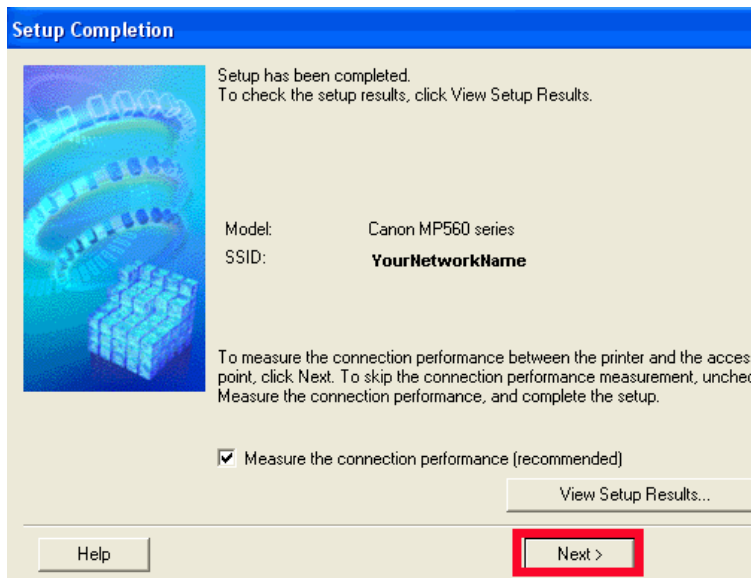 Setup Completion
Setup has been completed.
To check the setup results, click View Setup Results.
Model: Canon MP560 series
SSID: YourNetworkName
To measure the connection performance between the printer and the acces
point, click Next. To skip the connection performance measurement, unchec
Measure the connection performance, and complete the setup.
Measure the connection performance (recommended)
View Setup Results...
Help Next >